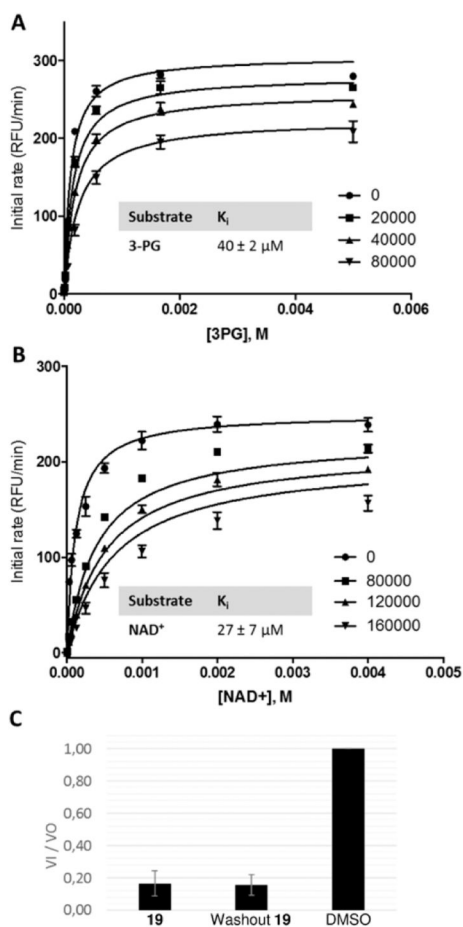 A
Initial rate (RFU/min)
300
200
100
0
0.000
0.002
0.004
0.006
[3PG], M
Substrate Ki
3-PG 40 ± 2 µM
0
20000
40000
80000
B
Initial rate (RFU/min)
300
200
100
0
0.000
0.001
0.002
0.003
0.004
0.005
[NAD+], M
Substrate Ki
NAD⁺ 27 ± 7 µM
0
80000
120000
160000
C
VI / VO
1,00
0,80
0,60
0,40
0,20
0,00
19
Washout 19
DMSO